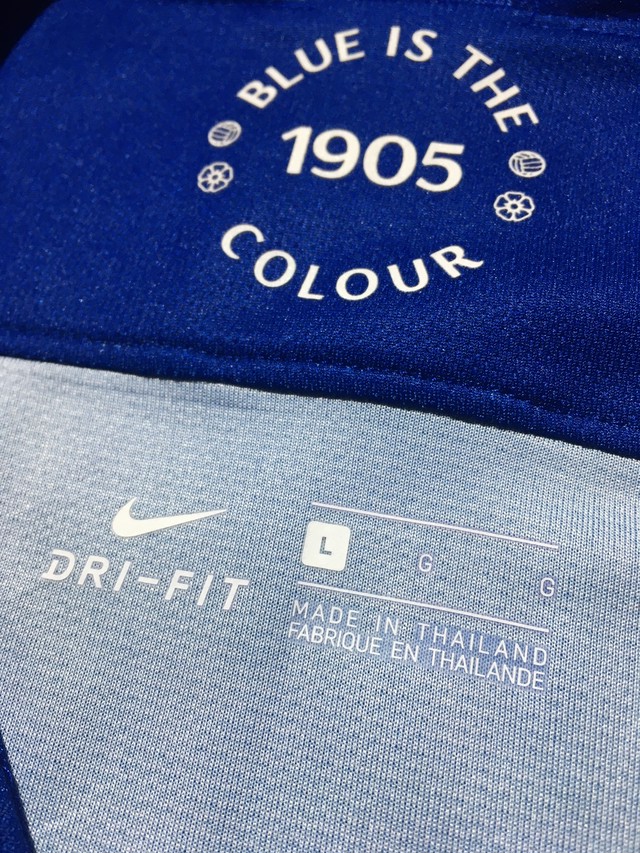 BLUE IS THE
1905
COLOUR
DRI-FIT
L G G
MADE IN THAILAND
FABRIQUE EN THAILANDE